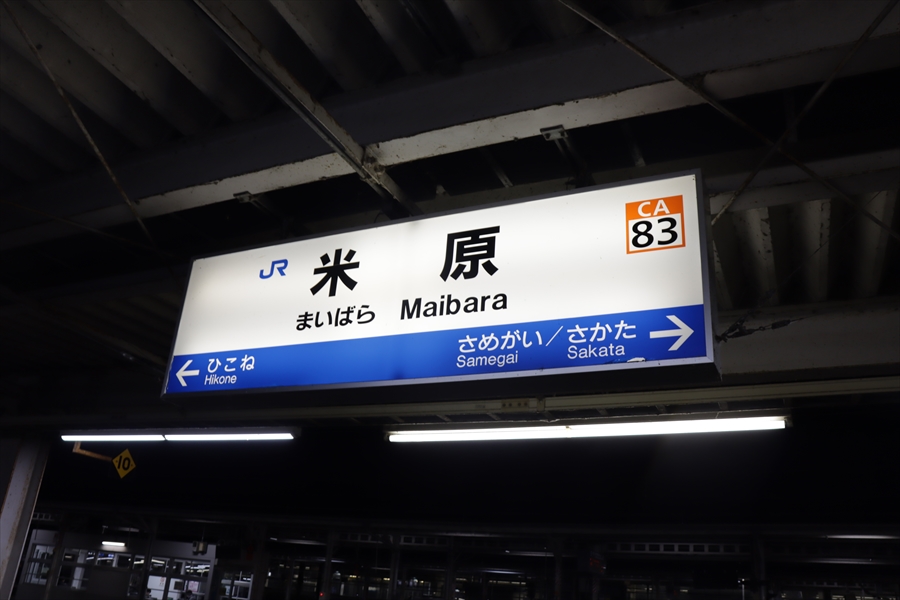 CA
83
JR 米原
まいばら Maibara
← ひこね
Hikone
さめがい／さかた →
Samegai Sakata
10